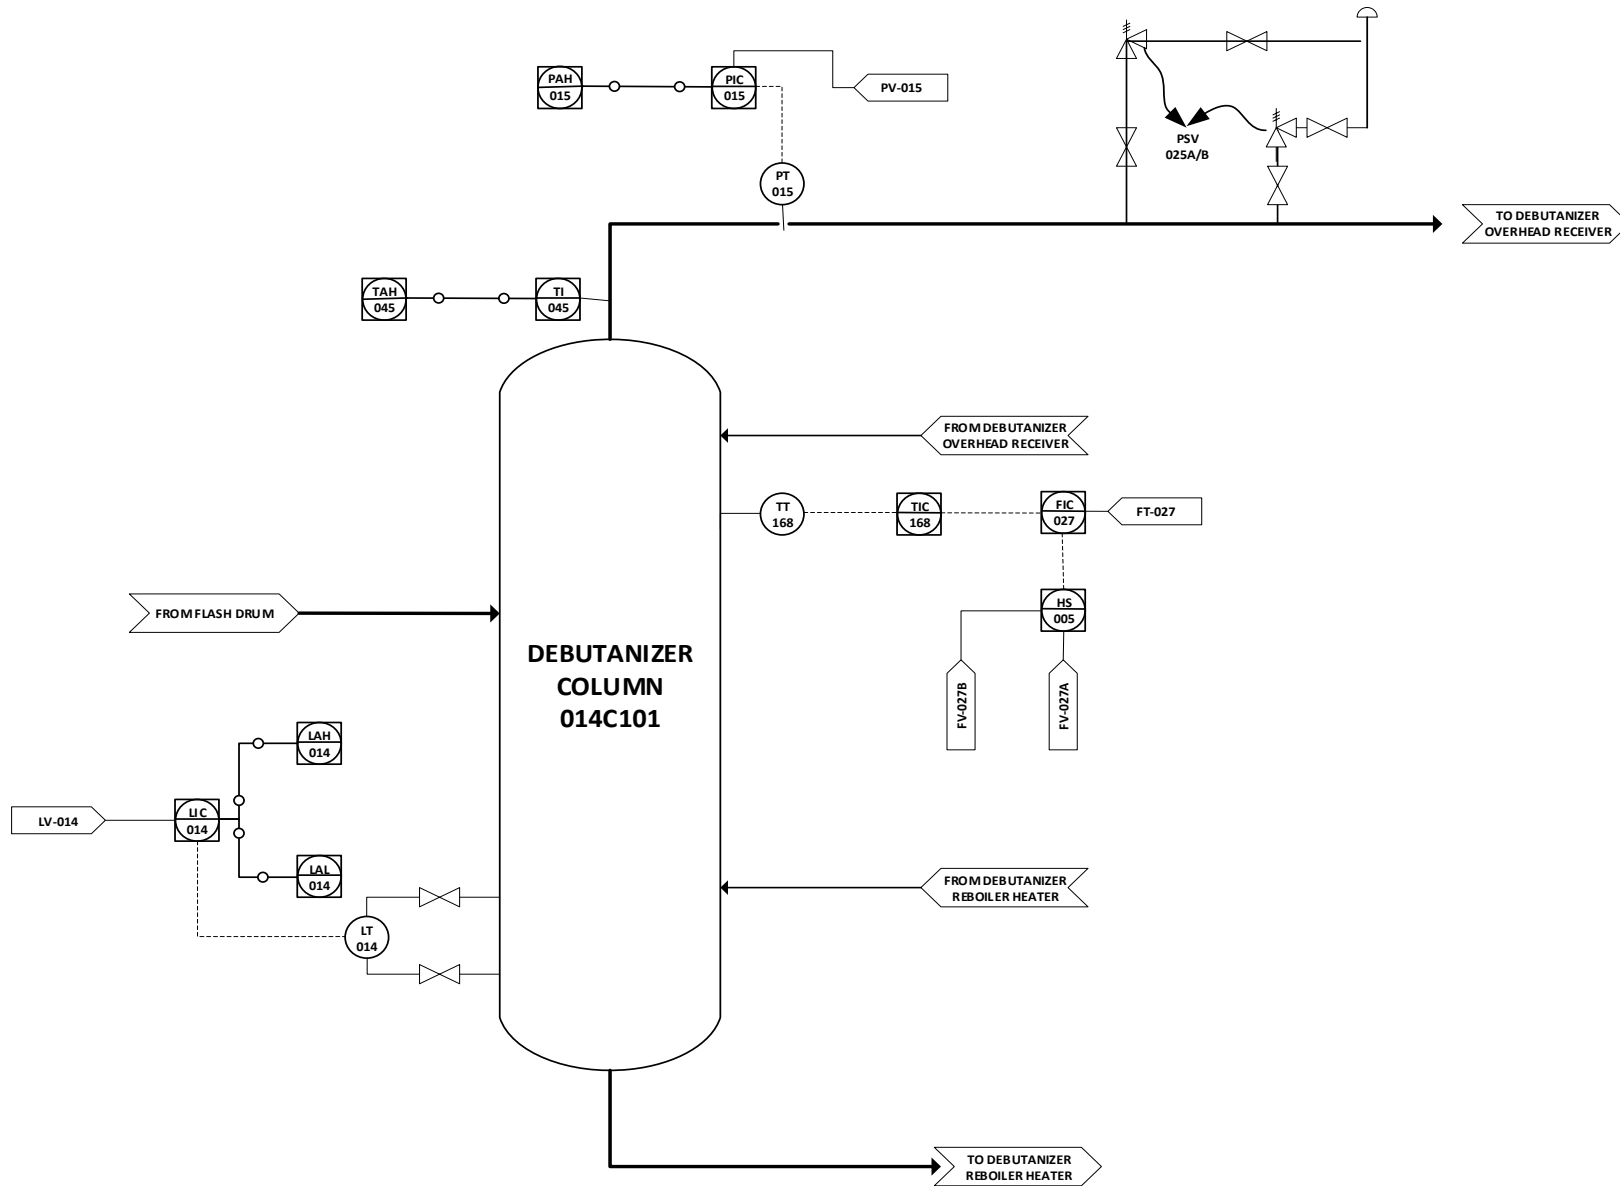 PAH
015
PIC
015
PV-015
PSV
025A/B
PT
015
TO DEBUTANIZER
OVERHEAD RECEIVER
TAH
045
TI
045
FROM DEBUTANIZER
OVERHEAD RECEIVER
TT
168
TIC
168
FIC
027
FT-027
FROM FLASH DRUM
HS
005
DEBUTANIZER
COLUMN
014C101
FV-027B
FV-027A
LAH
014
LV-014
LIC
014
LAL
014
FROM DEBUTANIZER
REBOILER HEATER
LT
014
TO DEBUTANIZER
REBOILER HEATER